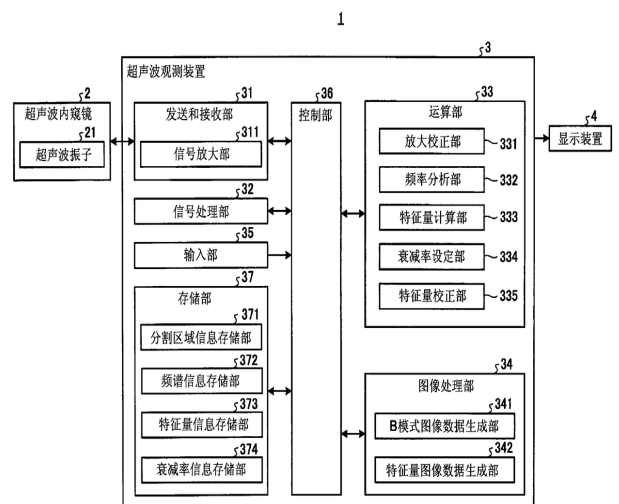 1
3
超声波观测装置
2
超声波内窥镜
21
超声波振子
31
发送和接收部
311
信号放大部
32
信号处理部
35
输入部
37
存储部
371
分割区域信息存储部
372
频谱信息存储部
373
特征量信息存储部
374
衰减率信息存储部
36
控制部
33
运算部
放大校正部 331
频率分析部 332
特征量计算部 333
衰减率设定部 334
特征量校正部 335
34
图像处理部
341
B模式图像数据生成部
342
特征量图像数据生成部
4
显示装置